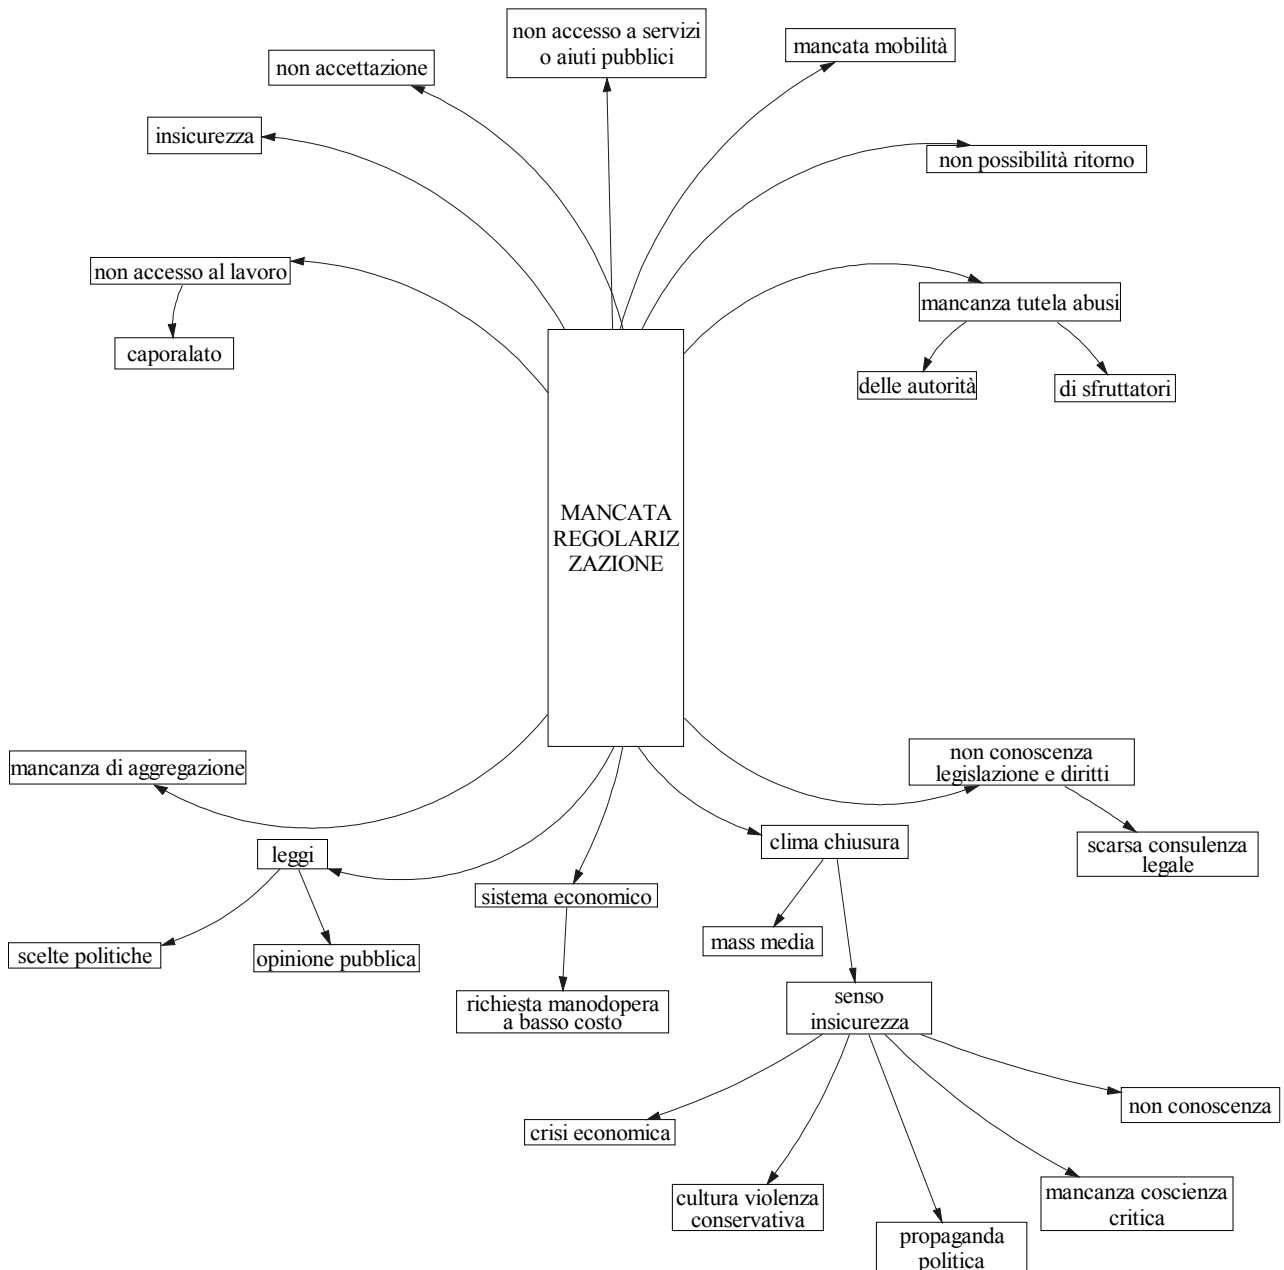 non accesso a servizi
o aiuti pubblici
mancata mobilità
non accettazione
insicurezza
non possibilità ritorno
non accesso al lavoro
mancanza tutela abusi
caporalato
delle autorità
di sfruttatori
MANCATA
REGOLARIZ
ZAZIONE
mancanza di aggregazione
non conoscenza
legislazione e diritti
leggi
clima chiusura
scarsa consulenza
legale
sistema economico
scelte politiche
opinione pubblica
mass media
richiesta manodopera
a basso costo
senso
insicurezza
crisi economica
non conoscenza
cultura violenza
conservativa
mancanza coscienza
critica
propaganda
politica